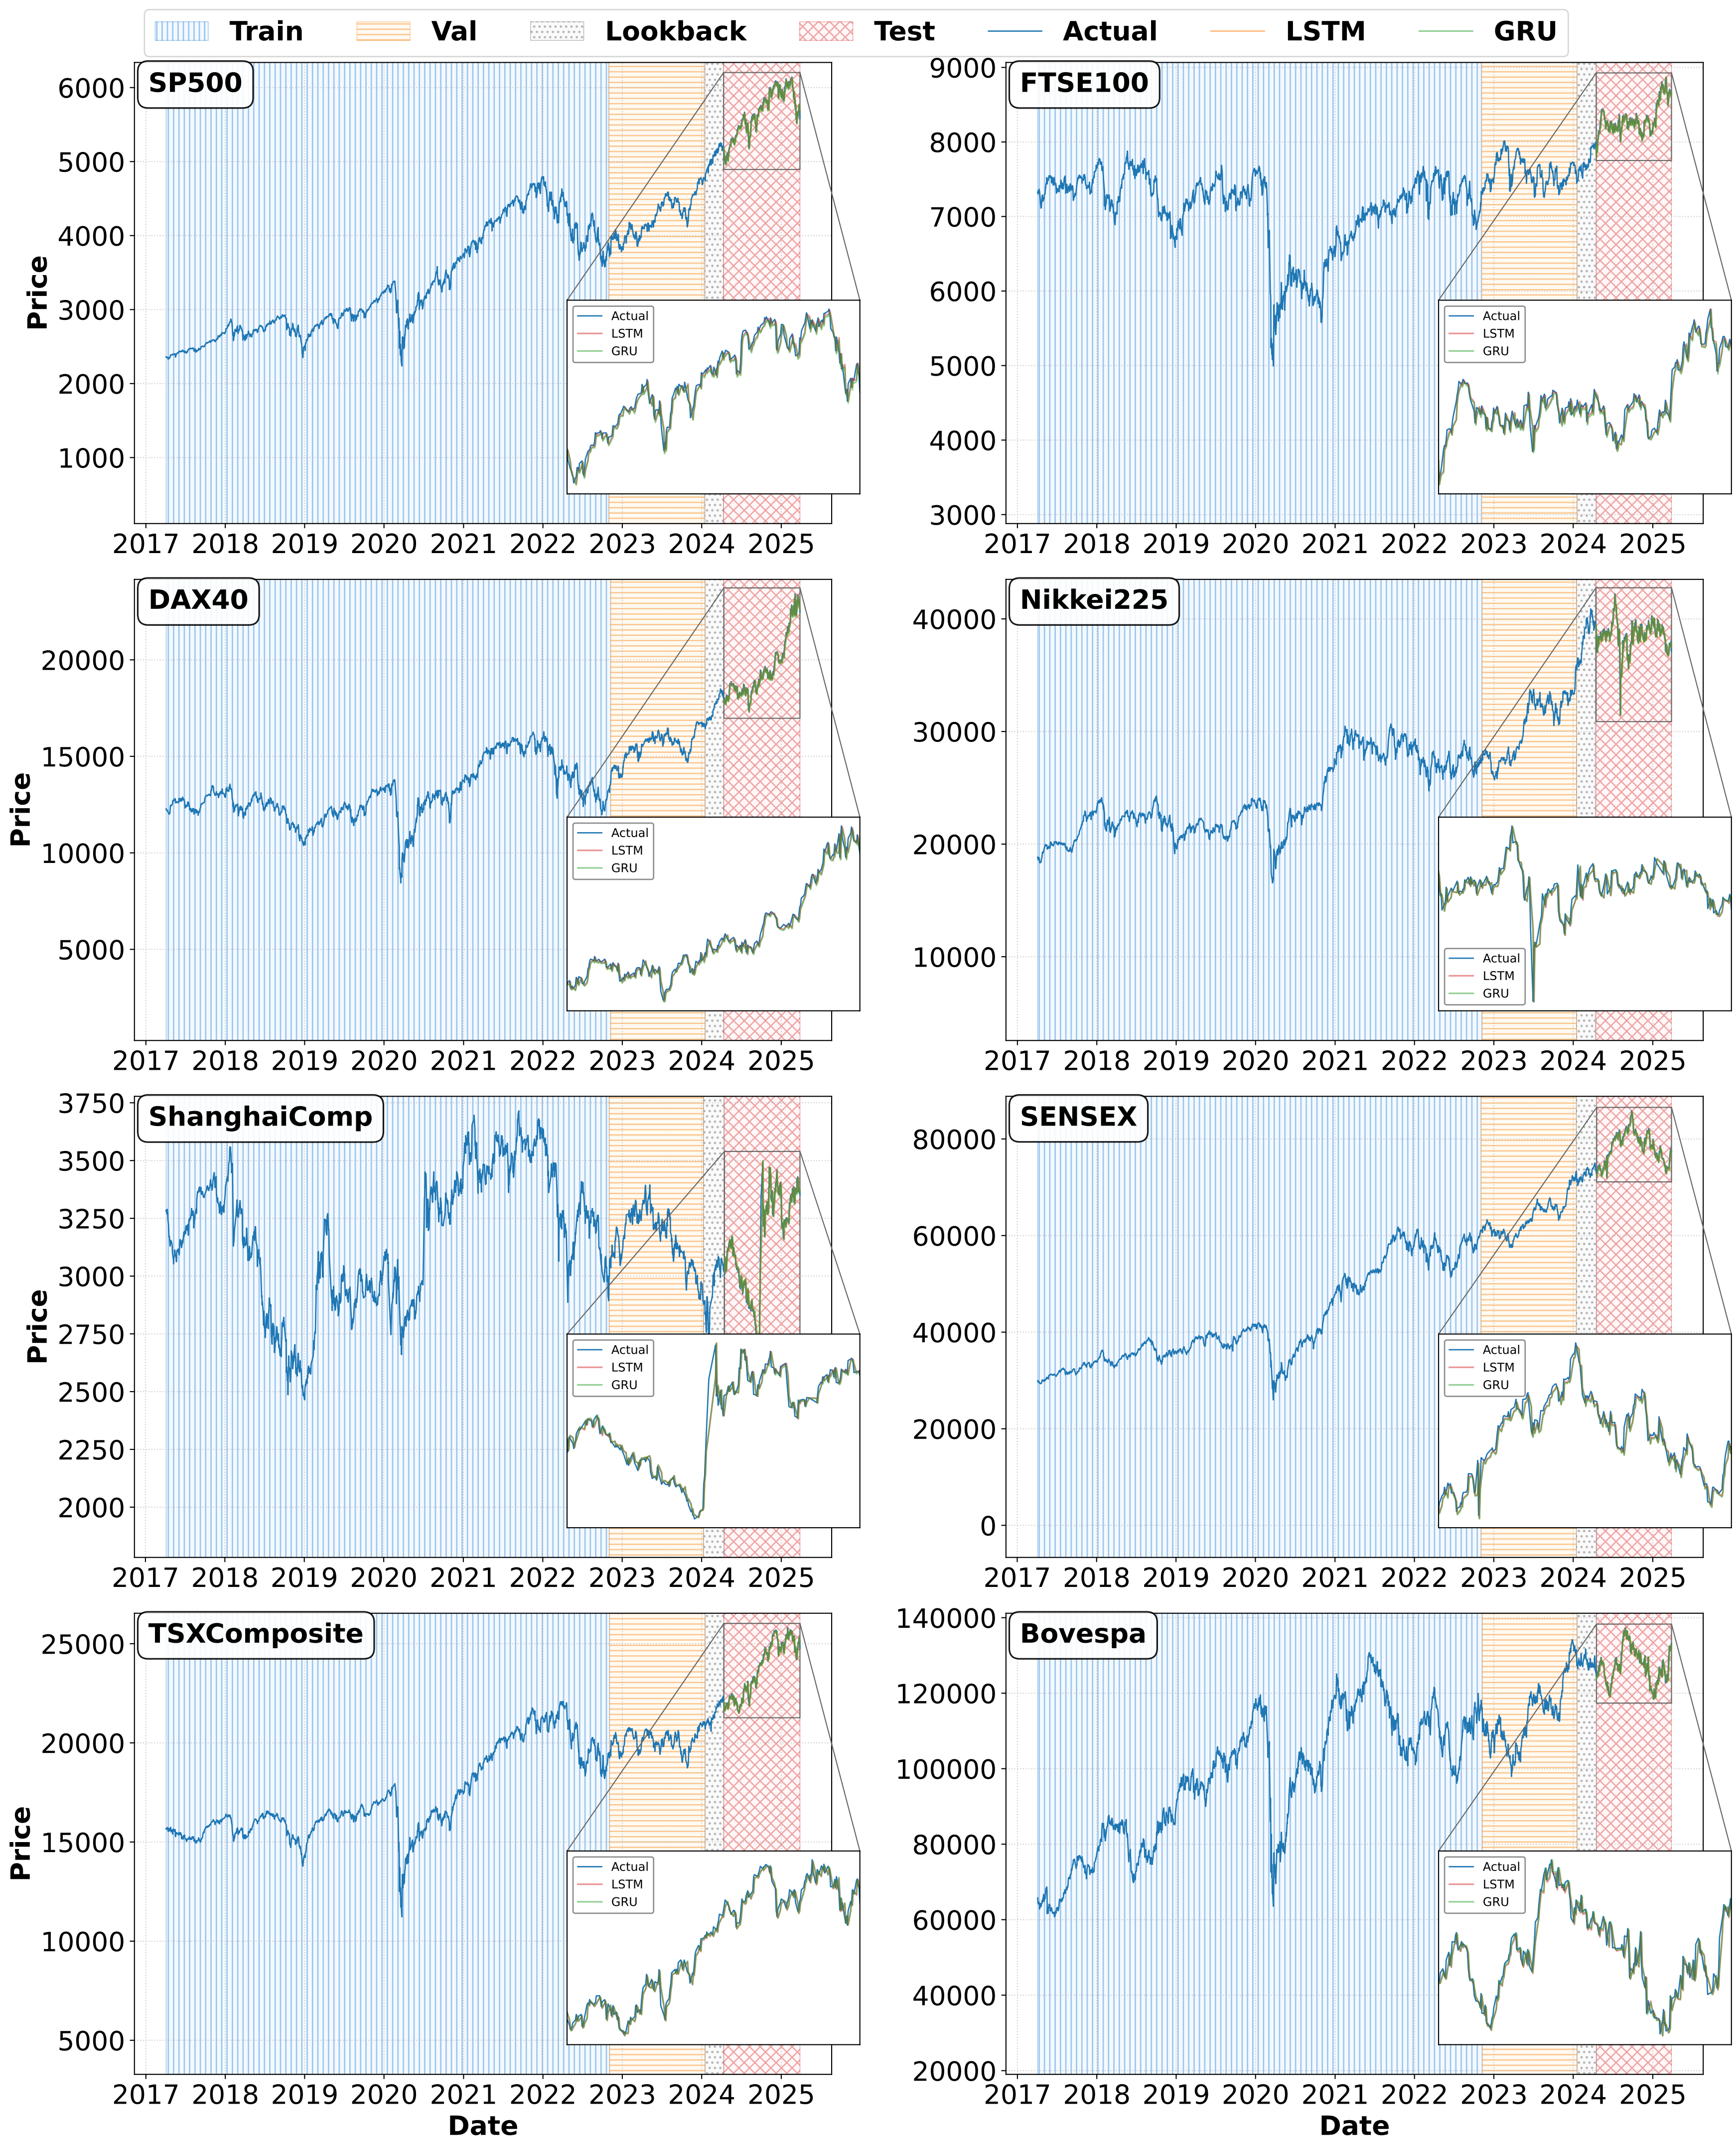 Train Val Lookback Test Actual LSTM GRU
SP500
Price
6000
5000
4000
3000
2000
1000
Actual
LSTM
GRU
2017 2018 2019 2020 2021 2022 2023 2024 2025
FTSE100
9000
8000
7000
6000
5000
4000
3000
Actual
LSTM
GRU
2017 2018 2019 2020 2021 2022 2023 2024 2025
DAX40
Price
20000
15000
10000
5000
Actual
LSTM
GRU
2017 2018 2019 2020 2021 2022 2023 2024 2025
Nikkei225
40000
30000
20000
10000
Actual
LSTM
GRU
2017 2018 2019 2020 2021 2022 2023 2024 2025
ShanghaiComp
Price
3750
3500
3250
3000
2750
2500
2250
2000
Actual
LSTM
GRU
2017 2018 2019 2020 2021 2022 2023 2024 2025
SENSEX
80000
60000
40000
20000
0
Actual
LSTM
GRU
2017 2018 2019 2020 2021 2022 2023 2024 2025
TSXComposite
Price
25000
20000
15000
10000
5000
Actual
LSTM
GRU
2017 2018 2019 2020 2021 2022 2023 2024 2025
Date
Bovespa
140000
120000
100000
80000
60000
40000
20000
Actual
LSTM
GRU
2017 2018 2019 2020 2021 2022 2023 2024 2025
Date